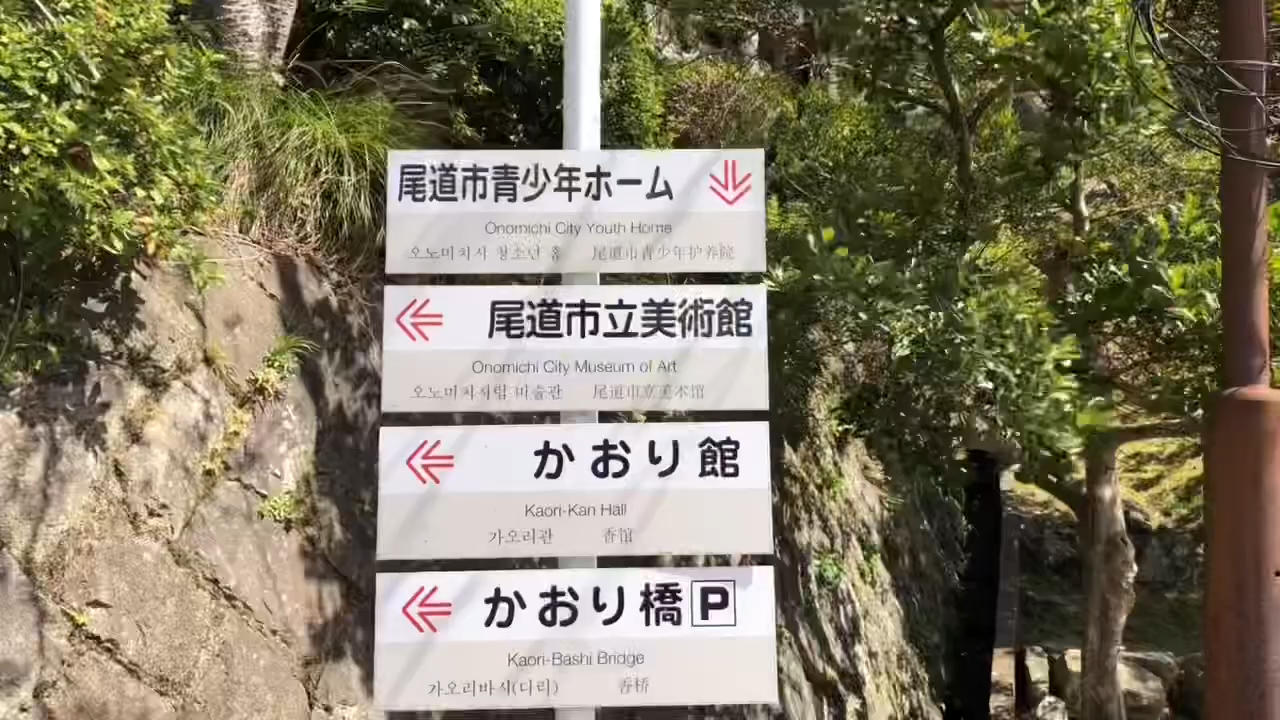 尾道市青少年ホーム
Onomichi City Youth Home
오노미치시 청소년 홈 尾道市青少年护养院
尾道市立美術館
Onomichi City Museum of Art
오노미치시립 미술관 尾道市立美术馆
かおり館
Kaori-Kan Hall
가오리관 香馆
かおり橋 P
Kaori-Bashi Bridge
가오리바시(다리) 香桥